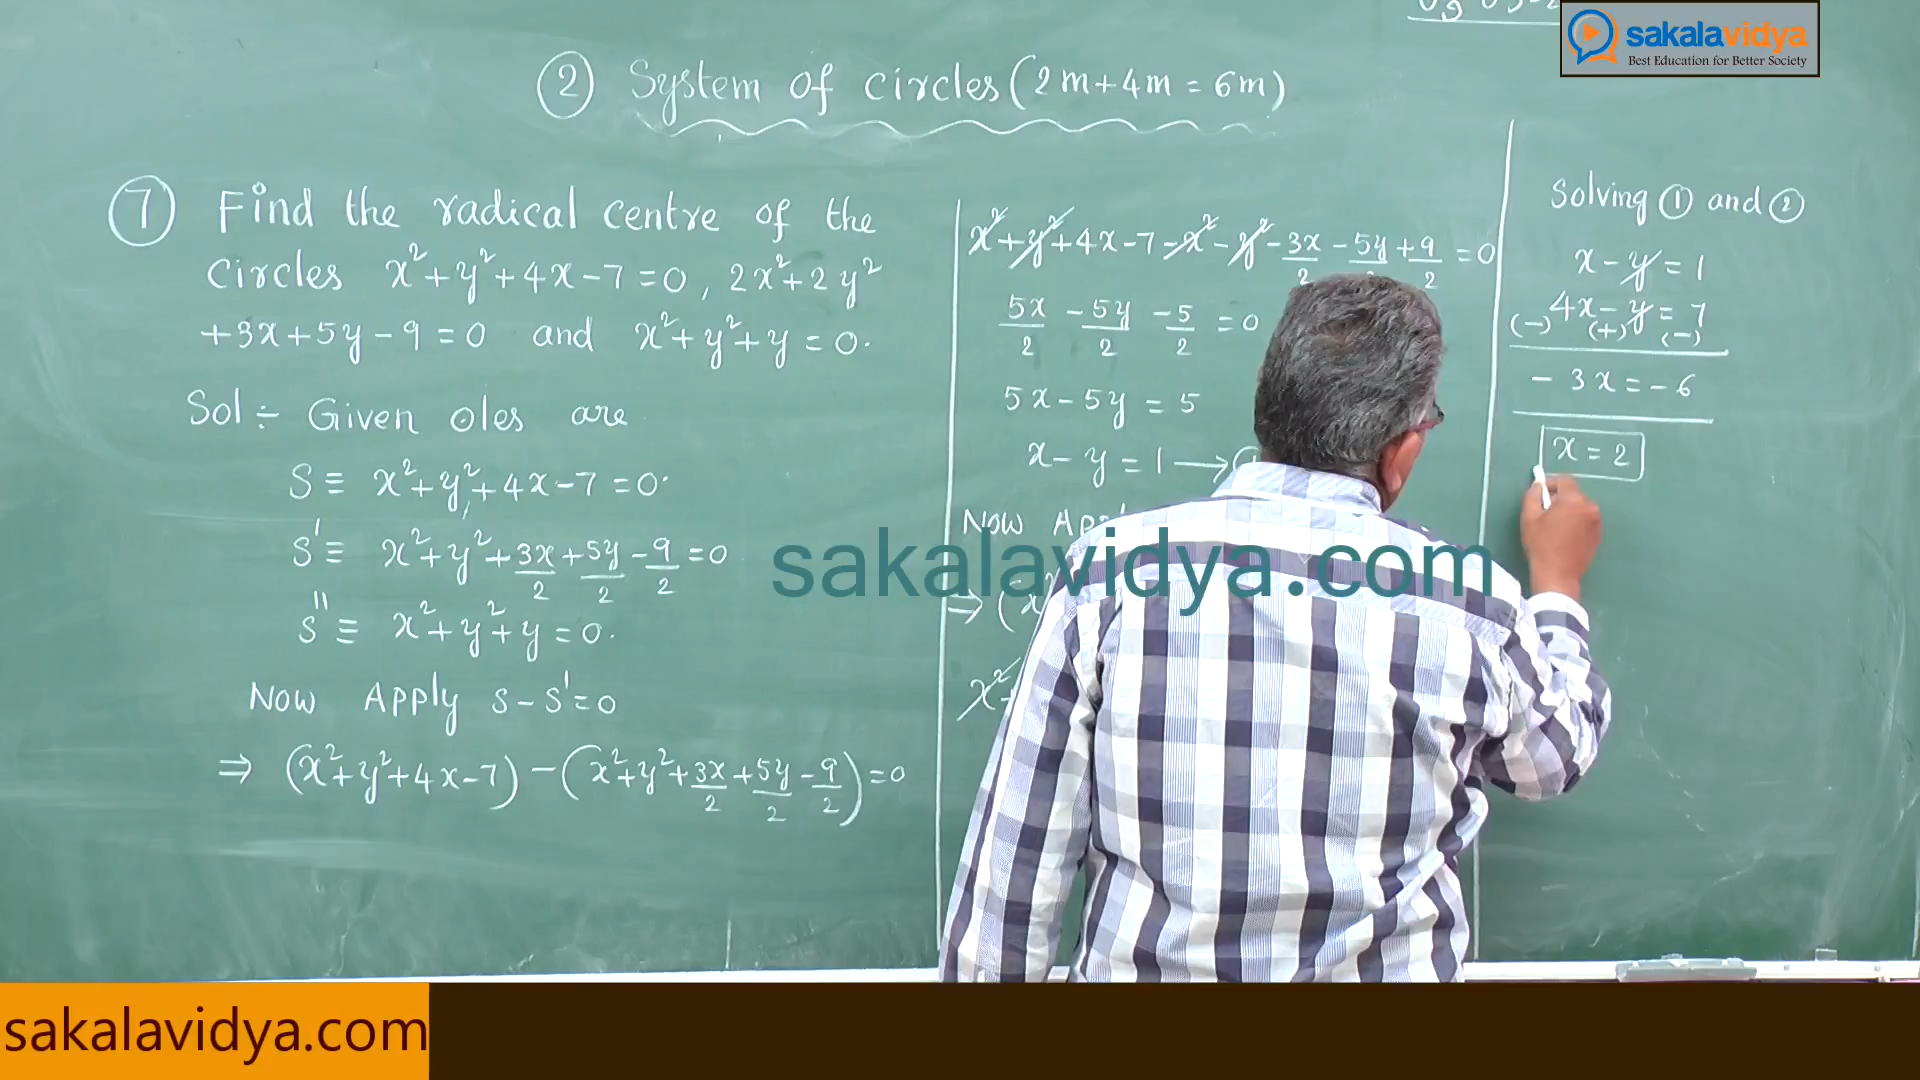 sakalavidya
Best Education for Better Society
② System of circles (2m+4m = 6m)
⑦ Find the radical centre of the
circles x²+y²+4x-7=0, 2x²+2y²
+3x+5y-9=0 and x²+y²+y=0.
Sol÷ Given oles are
S ≡ x²+y²+4x-7=0.
S' ≡ x²+y²+3x/2+5y/2-9/2=0
S'' ≡ x²+y²+y=0.
Now Apply S-S'=0
⇒ (x²+y²+4x-7)-(x²+y²+3x/2+5y/2-9/2)=0
x²+y²+4x-7-x²-y²-3x/2-5y/2+9/2=0
5x/2-5y/2-5/2=0
5x-5y=5
x-y=1→
Now
⇒(x
x²+
Solving ① and ②
x-y=1
4x-y=7
(-) (+) (-)
-3x=-6
x=2
sakalavidya.com
sakalavidya.com